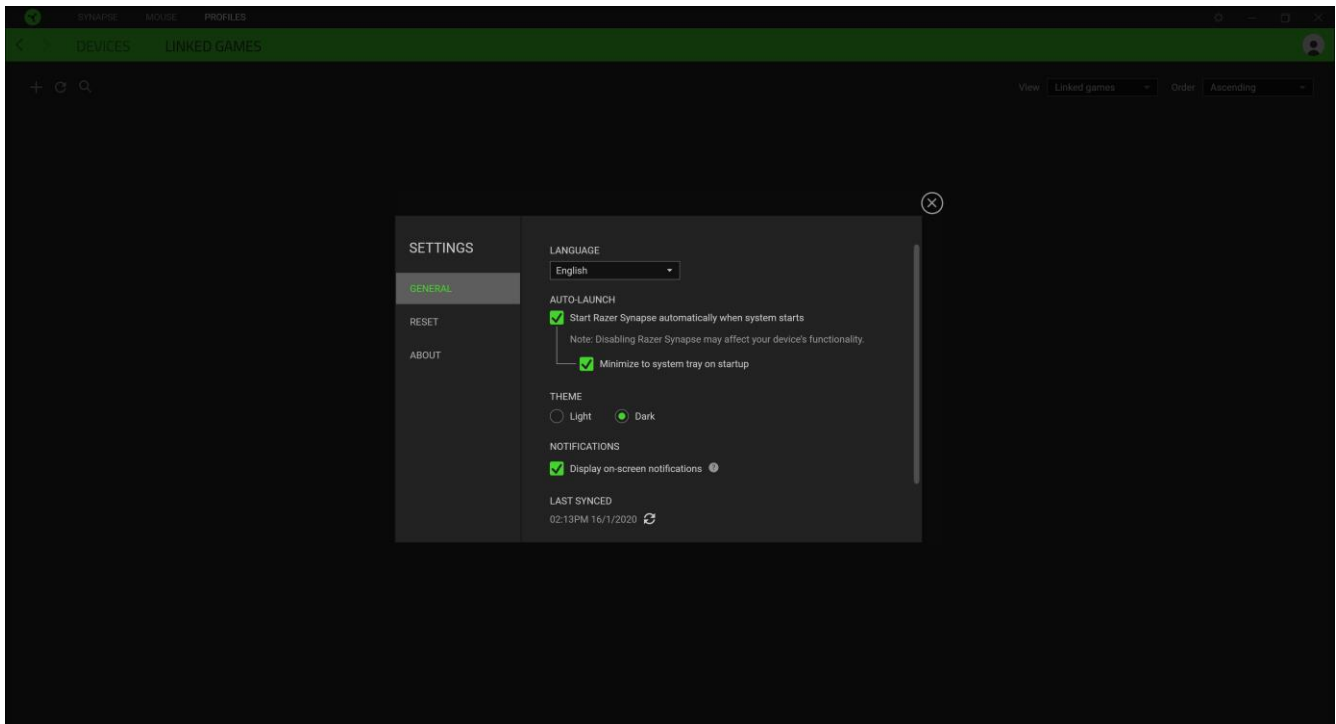 SYNAPSE MOUSE PROFILES
DEVICES LINKED GAMES
View Linked games Order Ascending
SETTINGS
GENERAL
RESET
ABOUT
LANGUAGE
English
AUTO-LAUNCH
Start Razer Synapse automatically when system starts
Note: Disabling Razer Synapse may affect your device's functionality.
Minimize to system tray on startup
THEME
Light Dark
NOTIFICATIONS
Display on-screen notifications ?
LAST SYNCED
02:13PM 16/1/2020